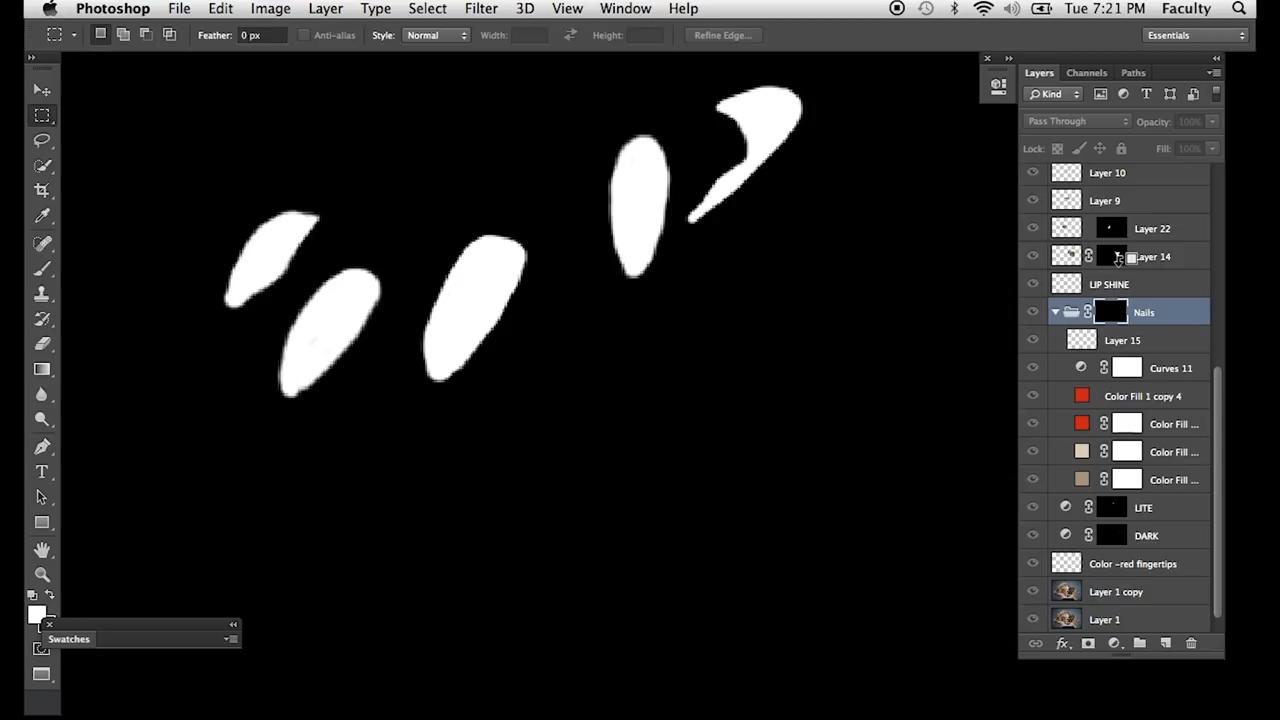 Photoshop File Edit Image Layer Type Select Filter 3D View Window Help Tue 7:21 PM Faculty
Feather: 0 px Anti-alias Style: Normal Width: Height: Refine Edge... Essentials
Layers Channels Paths
Kind
Pass Through Opacity: 100%
Lock: Fill: 100%
Layer 10
Layer 9
Layer 22
Layer 14
LIP SHINE
Nails
Layer 15
Curves 11
Color Fill 1 copy 4
Color Fill ...
Color Fill ...
Color Fill ...
LITE
DARK
Color -red fingertips
Layer 1 copy
Layer 1
Swatches